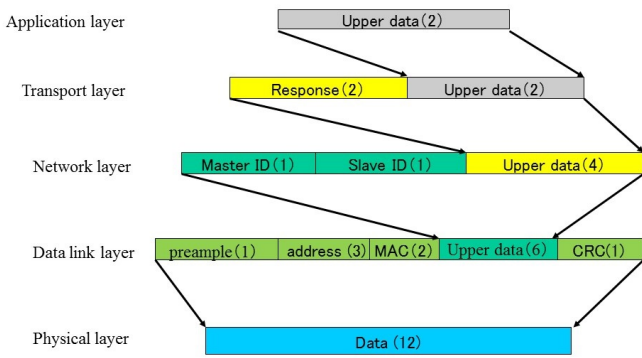 Application layer
Upper data(2)
Transport layer
Response(2)
Upper data(2)
Network layer
Master ID(1)
Slave ID(1)
Upper data(4)
Data link layer
preample(1)
address (3)
MAC(2)
Upper data(6)
CRC(1)
Physical layer
Data (12)